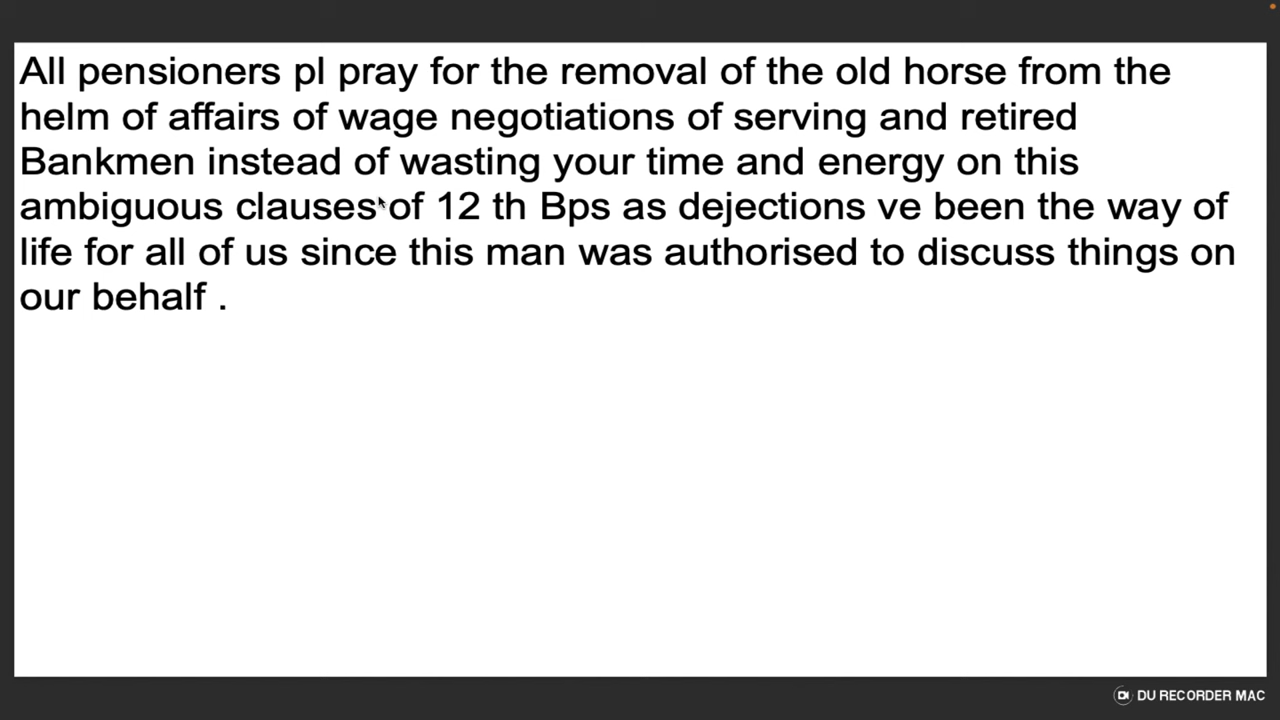 All pensioners pl pray for the removal of the old horse from the
helm of affairs of wage negotiations of serving and retired
Bankmen instead of wasting your time and energy on this
ambiguous clauses of 12 th Bps as dejections ve been the way of
life for all of us since this man was authorised to discuss things on
our behalf .
DU RECORDER MAC